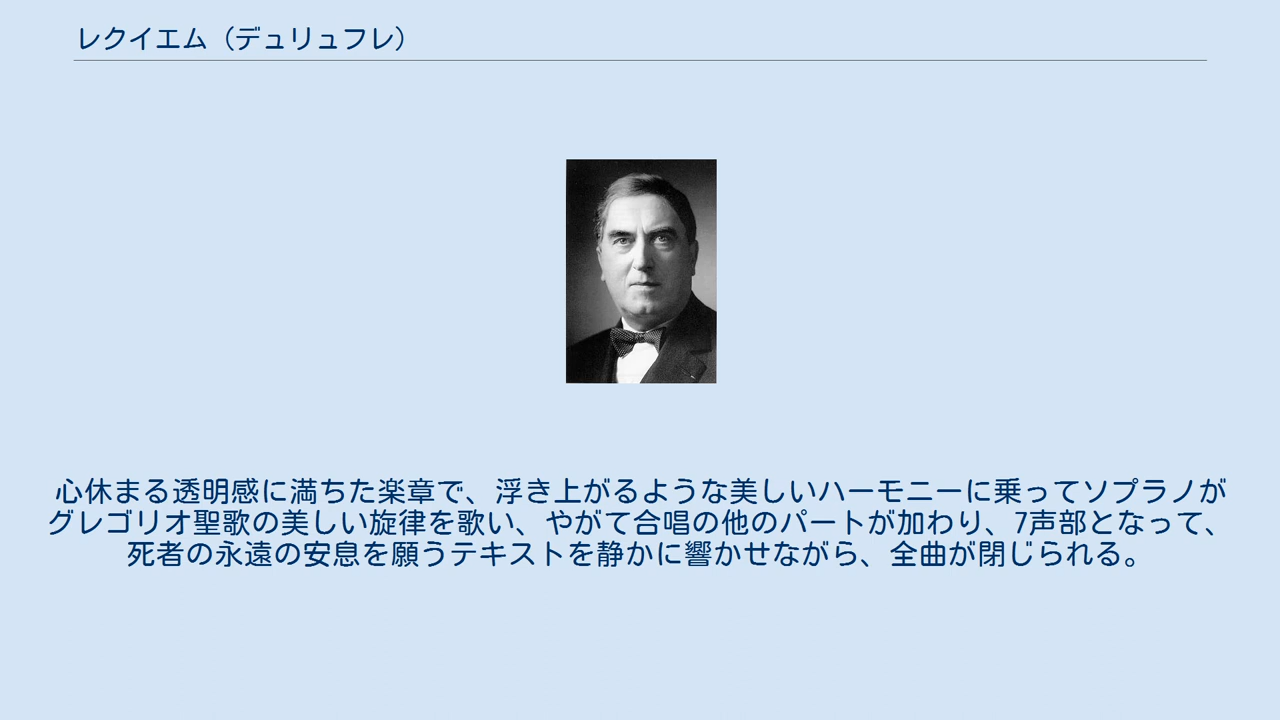 レクイエム（デュリュフレ）
心休まる透明感に満ちた楽章で、浮き上がるような美しいハーモニーに乗ってソプラノが
グレゴリオ聖歌の美しい旋律を歌い、やがて合唱の他のパートが加わり、7声部となって、
死者の永遠の安息を願うテキストを静かに響かせながら、全曲が閉じられる。